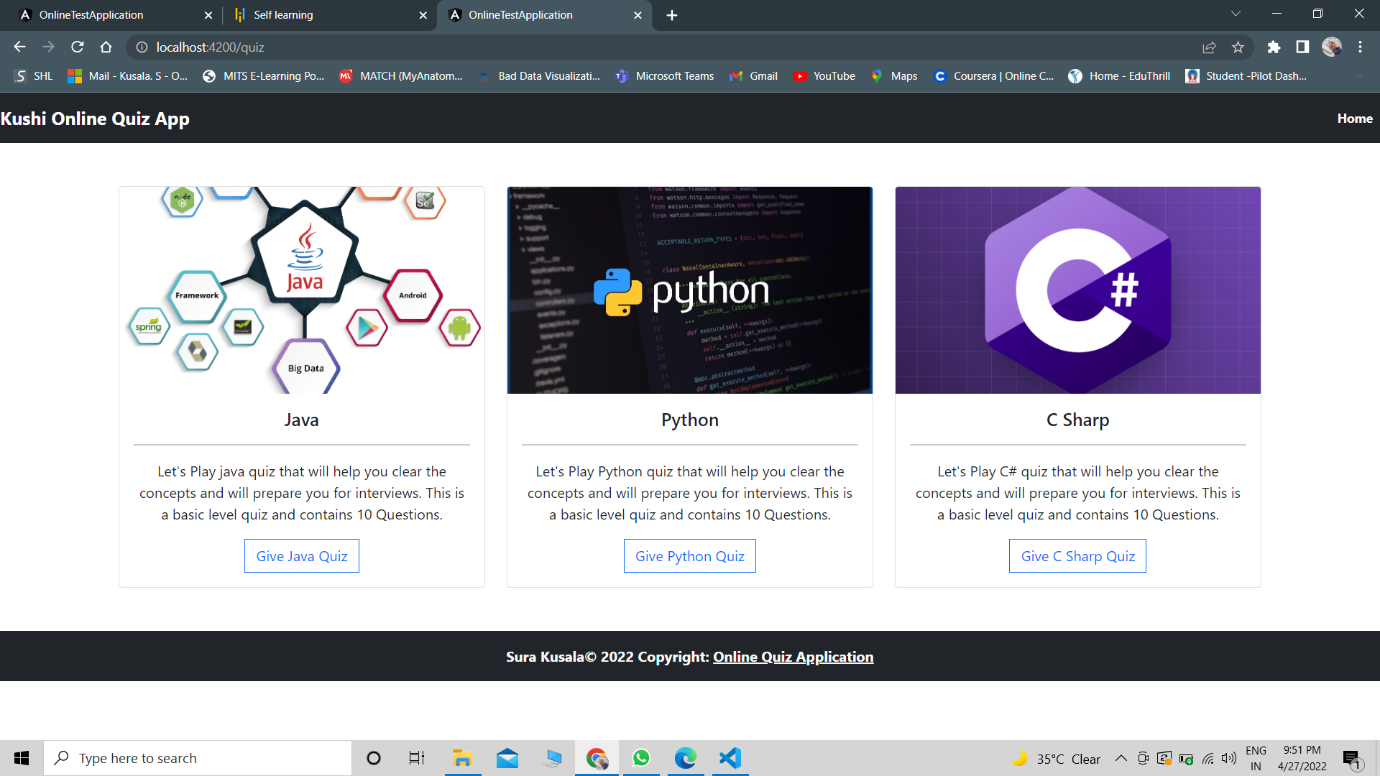 OnlineTestApplication
Self learning
OnlineTestApplication
localhost:4200/quiz
SHL
Mail - Kusala. S - O...
MITS E-Learning Po...
MATCH (MyAnatom...
Bad Data Visualizati...
Microsoft Teams
Gmail
YouTube
Maps
Coursera | Online C...
Home - EduThrill
Student -Pilot Dash...
Kushi Online Quiz App
Home
Java
Framework
Android
spring
Big Data
python
C#
Java
Let's Play java quiz that will help you clear the
concepts and will prepare you for interviews. This is
a basic level quiz and contains 10 Questions.
Give Java Quiz
Python
Let's Play Python quiz that will help you clear the
concepts and will prepare you for interviews. This is
a basic level quiz and contains 10 Questions.
Give Python Quiz
C Sharp
Let's Play C# quiz that will help you clear the
concepts and will prepare you for interviews. This is
a basic level quiz and contains 10 Questions.
Give C Sharp Quiz
Sura Kusala© 2022 Copyright: Online Quiz Application
Type here to search
35°C Clear
ENG
IN
9:51 PM
4/27/2022
1